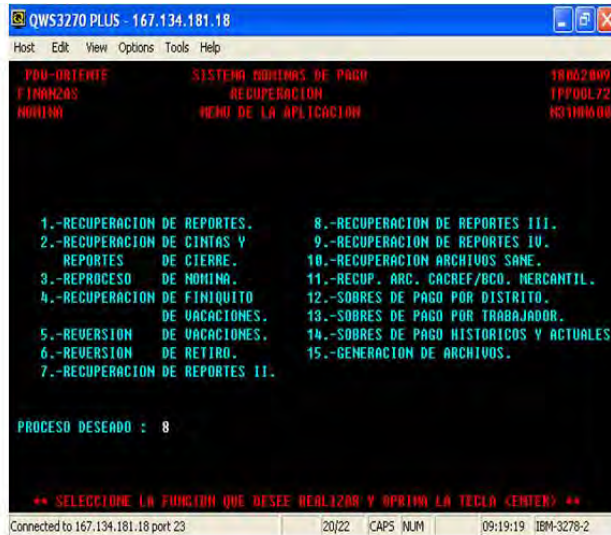 QWS3270 PLUS - 167.134.181.18
Host Edit View Options Tools Help
PDV-ORIENTE SISTEMA NOMINAS DE PAGO 18062009
FINANZAS RECUPERACION TPPOOL72
NOMINA MENU DE LA APLICACION
1.-RECUPERACION DE REPORTES. 8.-RECUPERACION DE REPORTES III.
2.-RECUPERACION DE CINTAS Y 9.-RECUPERACION DE REPORTES IV.
REPORTES DE CIERRE. 10.-RECUPERACION ARCHIVOS SANE.
3.-REPROCESO DE NOMINA. 11.-RECUP. ARC. CACREF/BCO. MERCANTIL.
4.-RECUPERACION DE FINIQUITO 12.-SOBRES DE PAGO POR DISTRITO.
DE VACACIONES. 13.-SOBRES DE PAGO POR TRABAJADOR.
5.-REVERSION DE VACACIONES. 14.-SOBRES DE PAGO HISTORICOS Y ACTUALES
6.-REVERSION DE RETIRO. 15.-GENERACION DE ARCHIVOS.
7.-RECUPERACION DE REPORTES II.
PROCESO DESEADO : 8
** SELECCIONE LA FUNCION QUE DESEE REALIZAR Y OPRIMA LA TECLA <ENTER> **
Connected to 167.134.181.18 port 23 20/22 CAPS NUM 09:19:19 IBM-3278-2